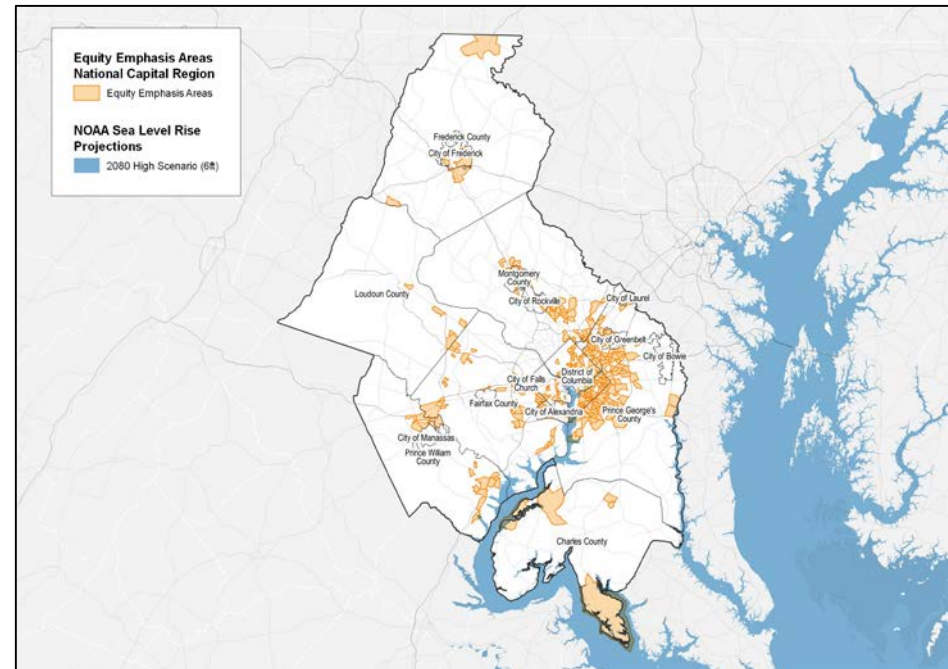 Equity Emphasis Areas
National Capital Region
Equity Emphasis Areas
NOAA Sea Level Rise
Projections
2080 High Scenario (6ft)
Frederick County
City of Frederick
Loudoun County
Montgomery
County
City of Rockville
City of Laurel
City of Greenbelt
City of Bowie
City of Falls
Church
District of
Columbia
Fairfax County
City of Alexandria
Prince George's
County
City of Manassas
Prince William
County
Charles County